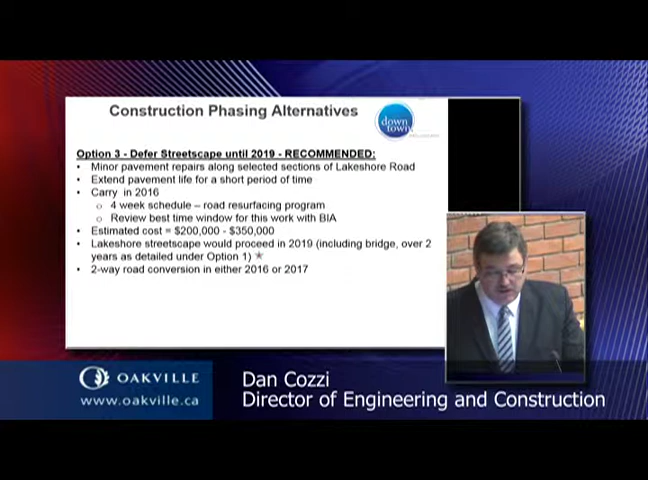 Construction Phasing Alternatives
down
town
Option 3 - Defer Streetscape until 2019 - RECOMMENDED:
• Minor pavement repairs along selected sections of Lakeshore Road
• Extend pavement life for a short period of time
• Carry in 2016
o 4 week schedule – road resurfacing program
o Review best time window for this work with BIA
• Estimated cost = $200,000 - $350,000
• Lakeshore streetscape would proceed in 2019 (including bridge, over 2
years as detailed under Option 1) *
• 2-way road conversion in either 2016 or 2017
OAKVILLE
www.oakville.ca
Dan Cozzi
Director of Engineering and Construction